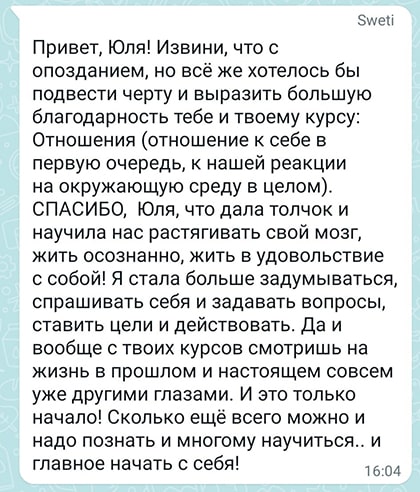 Sweti
Привет, Юля! Извини, что с
опозданием, но всё же хотелось бы
подвести черту и выразить большую
благодарность тебе и твоему курсу:
Отношения (отношение к себе в
первую очередь, к нашей реакции
на окружающую среду в целом).
СПАСИБО, Юля, что дала толчок и
научила нас растягивать свой мозг,
жить осознанно, жить в удовольствие
с собой! Я стала больше задумываться,
спрашивать себя и задавать вопросы,
ставить цели и действовать. Да и
вообще с твоих курсов смотришь на
жизнь в прошлом и настоящем совсем
уже другими глазами. И это только
начало! Сколько ещё всего можно и
надо познать и многому научиться.. и
главное начать с себя!
16:04